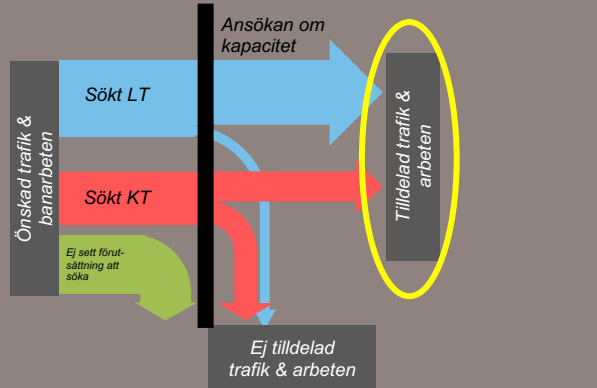 Ansökan om
kapacitet
Önskad trafik &
banarbeten
Sökt LT
Sökt KT
Ej sett förut-
sättning att
söka
Tilldelad trafik &
arbeten
Ej tilldelad
trafik & arbeten